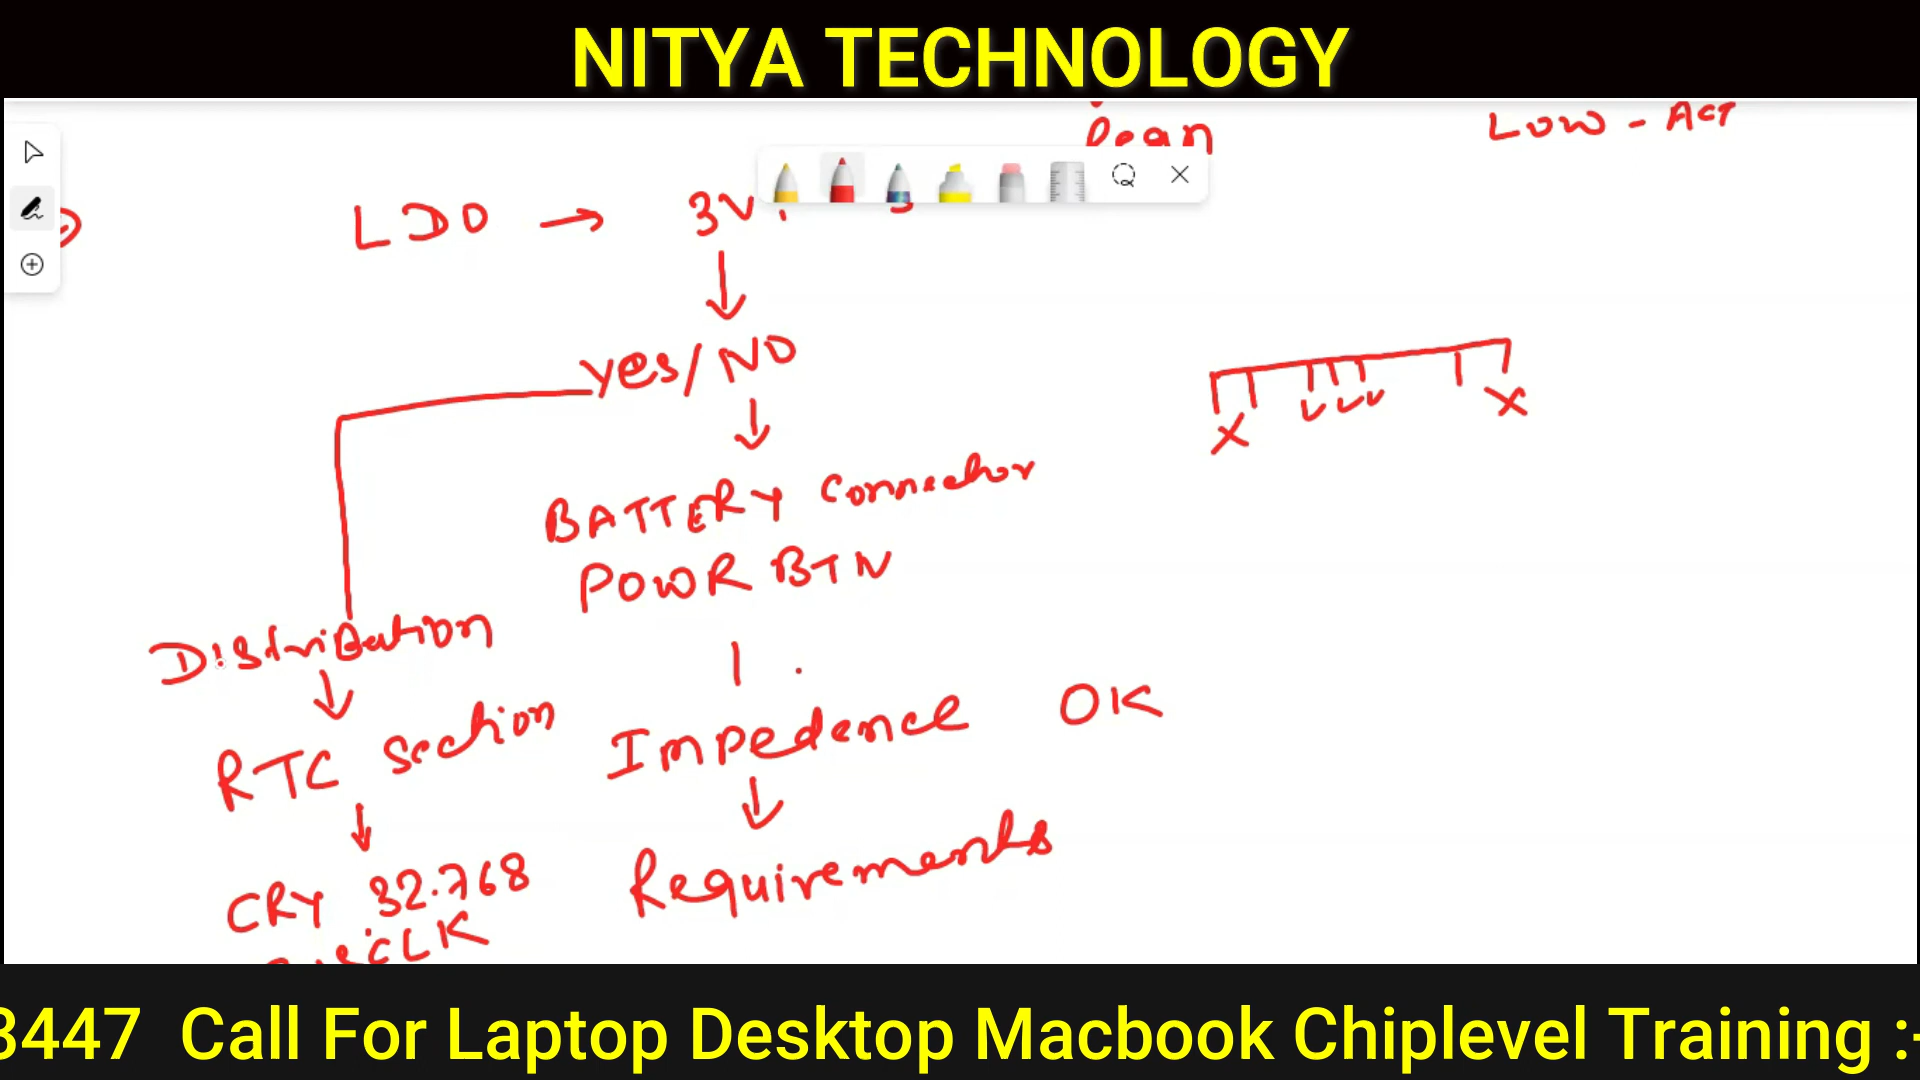 NITYA TECHNOLOGY
LOW - ACT
LDO → 3V
Yes/NO
BATTERY Connector
POWR BTN
Distribution
Impedence OK
RTC Section
Requirements
CRY 32.768
CLK
3447 Call For Laptop Desktop Macbook Chiplevel Training :-